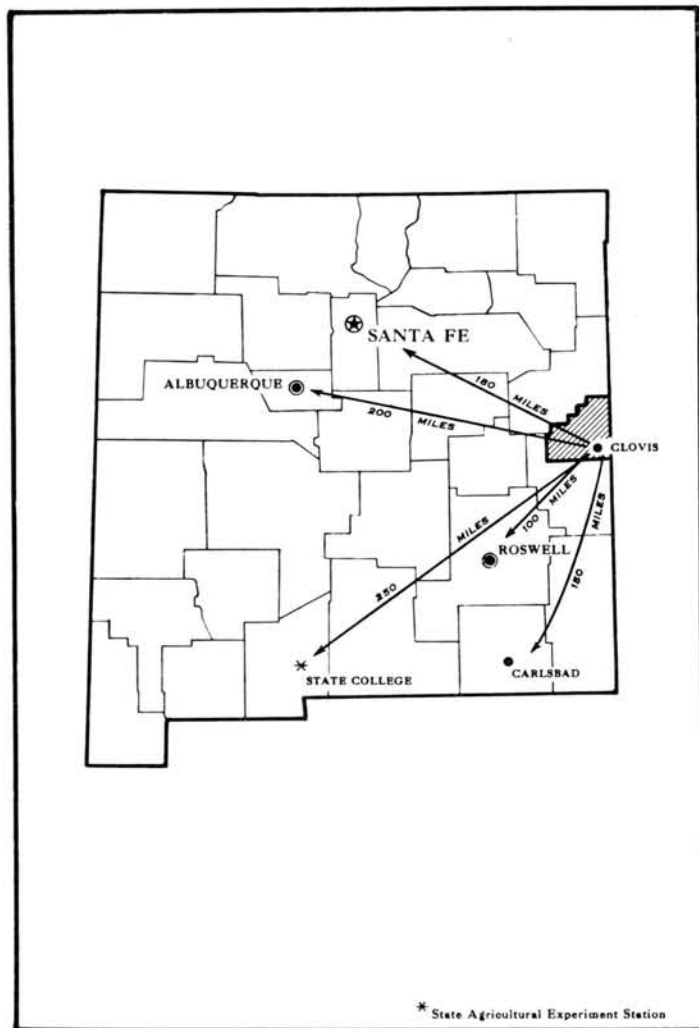 SANTA FE
180 MILES
ALBUQUERQUE
200 MILES
CLOVIS
100 MILES
MILES 150
250 MILES
ROSWELL
STATE COLLEGE
CARLSBAD
* State Agricultural Experiment Station